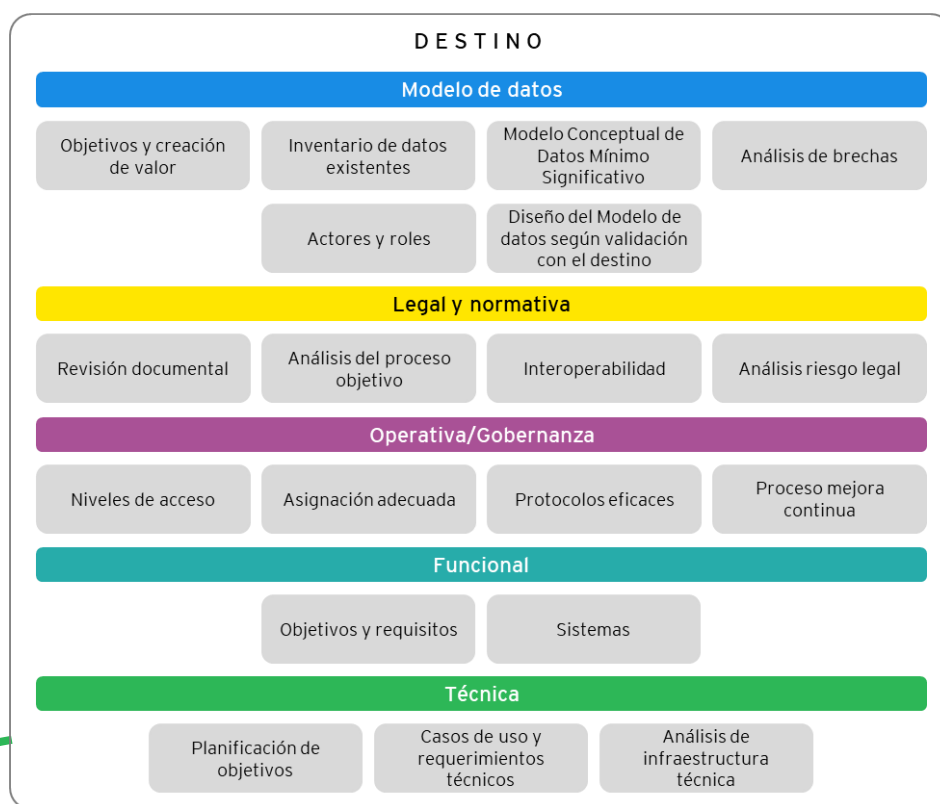 DESTINO
Modelo de datos
Objetivos y creación
de valor
Inventario de datos
existentes
Modelo Conceptual de
Datos Mínimo
Significativo
Análisis de brechas
Actores y roles
Diseño del Modelo de
datos según validación
con el destino
Legal y normativa
Revisión documental
Análisis del proceso
objetivo
Interoperabilidad
Análisis riesgo legal
Operativa/Gobernanza
Niveles de acceso
Asignación adecuada
Protocolos eficaces
Proceso mejora
continua
Funcional
Objetivos y requisitos
Sistemas
Técnica
Planificación de
objetivos
Casos de uso y
requerimientos
técnicos
Análisis de
infraestructura
técnica